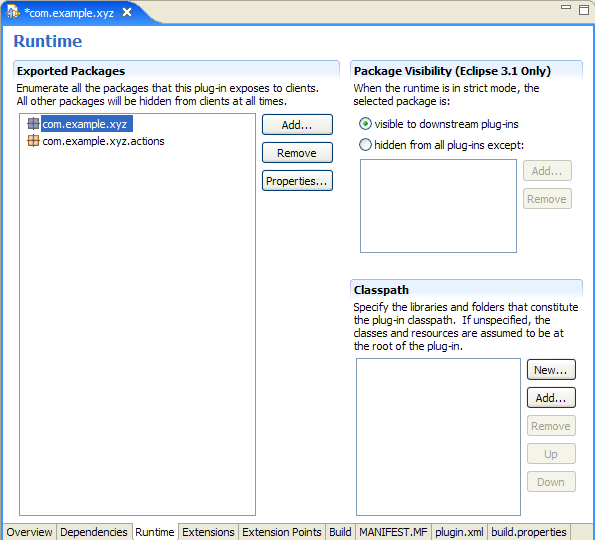 *com.example.xyz
Runtime
Exported Packages
Enumerate all the packages that this plug-in exposes to clients.
All other packages will be hidden from clients at all times.
com.example.xyz
com.example.xyz.actions
Add...
Remove
Properties...
Package Visibility (Eclipse 3.1 Only)
When the runtime is in strict mode, the
selected package is:
visible to downstream plug-ins
hidden from all plug-ins except:
Add...
Remove
Classpath
Specify the libraries and folders that constitute
the plug-in classpath. If unspecified, the
classes and resources are assumed to be at
the root of the plug-in.
New...
Add...
Remove
Up
Down
Overview Dependencies Runtime Extensions Extension Points Build MANIFEST.MF plugin.xml build.properties